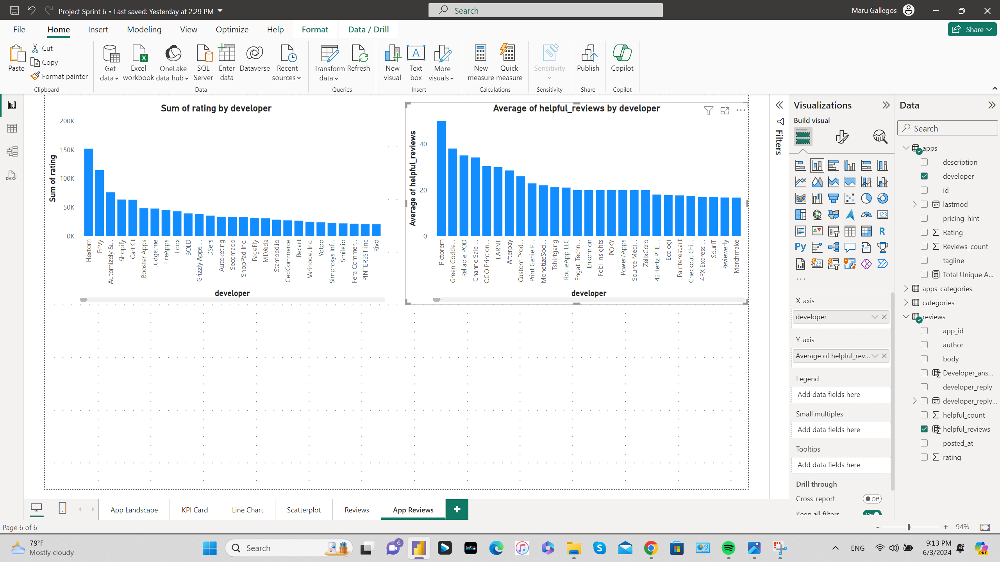 Project Sprint 6 • Last saved: Yesterday at 2:29 PM
Search
Maru Gallegos
File
Home
Insert
Modeling
View
Optimize
Help
Format
Data / Drill
Share
Paste
Cut
Copy
Format painter
Clipboard
Get data
Excel workbook
OneLake data hub
SQL Server
Enter data
Dataverse
Recent sources
Data
Transform data
Refresh
Queries
New visual
Text box
More visuals
Insert
New measure
Quick measure
Calculations
Sensitivity
Sensitivity
Publish
Share
Copilot
Copilot
Sum of rating by developer
Sum of rating
200K
150K
100K
50K
0K
Hextom
Privy
Automizely &...
Shopify
CartKit
Booster Apps
Judge.me
FireApps
Loox
BOLD
Grizzly Apps ...
DSers
Autoketing
Secomapp
ShopPad Inc.
PageFly
MLVeda
Stamped.io
CedCommerce
Recart
Varinode, Inc.
Yotpo
Simprosys Inf...
Smile.io
Fera Commer...
PINTEREST inc
Rivo
developer
Average of helpful_reviews by developer
Average of helpful_reviews
40
20
0
Pictorem
Green Godde...
Reliable POD
ChannelSale ...
OGO Print on...
LARNT
Afterpay
Custom Prod...
Print Genie P...
MonetizeSoci...
Tshirtgang
RouteApp LLC
Engati Techn...
Enkomion
Fobi Insights
POKY
Power7Apps
Source Medi...
ZelixCorp
42Hertz PTE ...
Ecologi
Painterest.art
Checkout Chi...
4PX Express ...
SpurIT
Reviewerly
Merchmake
developer
Filters
Visualizations
Build visual
123
R
Py
123
X-axis
developer
Y-axis
Average of helpful_rev...
Legend
Add data fields here
Small multiples
Add data fields here
Tooltips
Add data fields here
Drill through
Cross-report
Off
Keep all filters
On
Data
Search
apps
description
developer
id
lastmod
pricing_hint
Rating
Reviews_count
tagline
Total Unique A...
apps_categories
categories
reviews
app_id
author
body
Developer_ans...
developer_reply
developer_reply...
helpful_count
helpful_reviews
posted_at
rating
DAX
App Landscape
KPI Card
Line Chart
Scatterplot
Reviews
App Reviews
Page 6 of 6
94%
79°F
Mostly cloudy
Search
6
GoPro
ENG
9:13 PM
6/3/2024
PRE